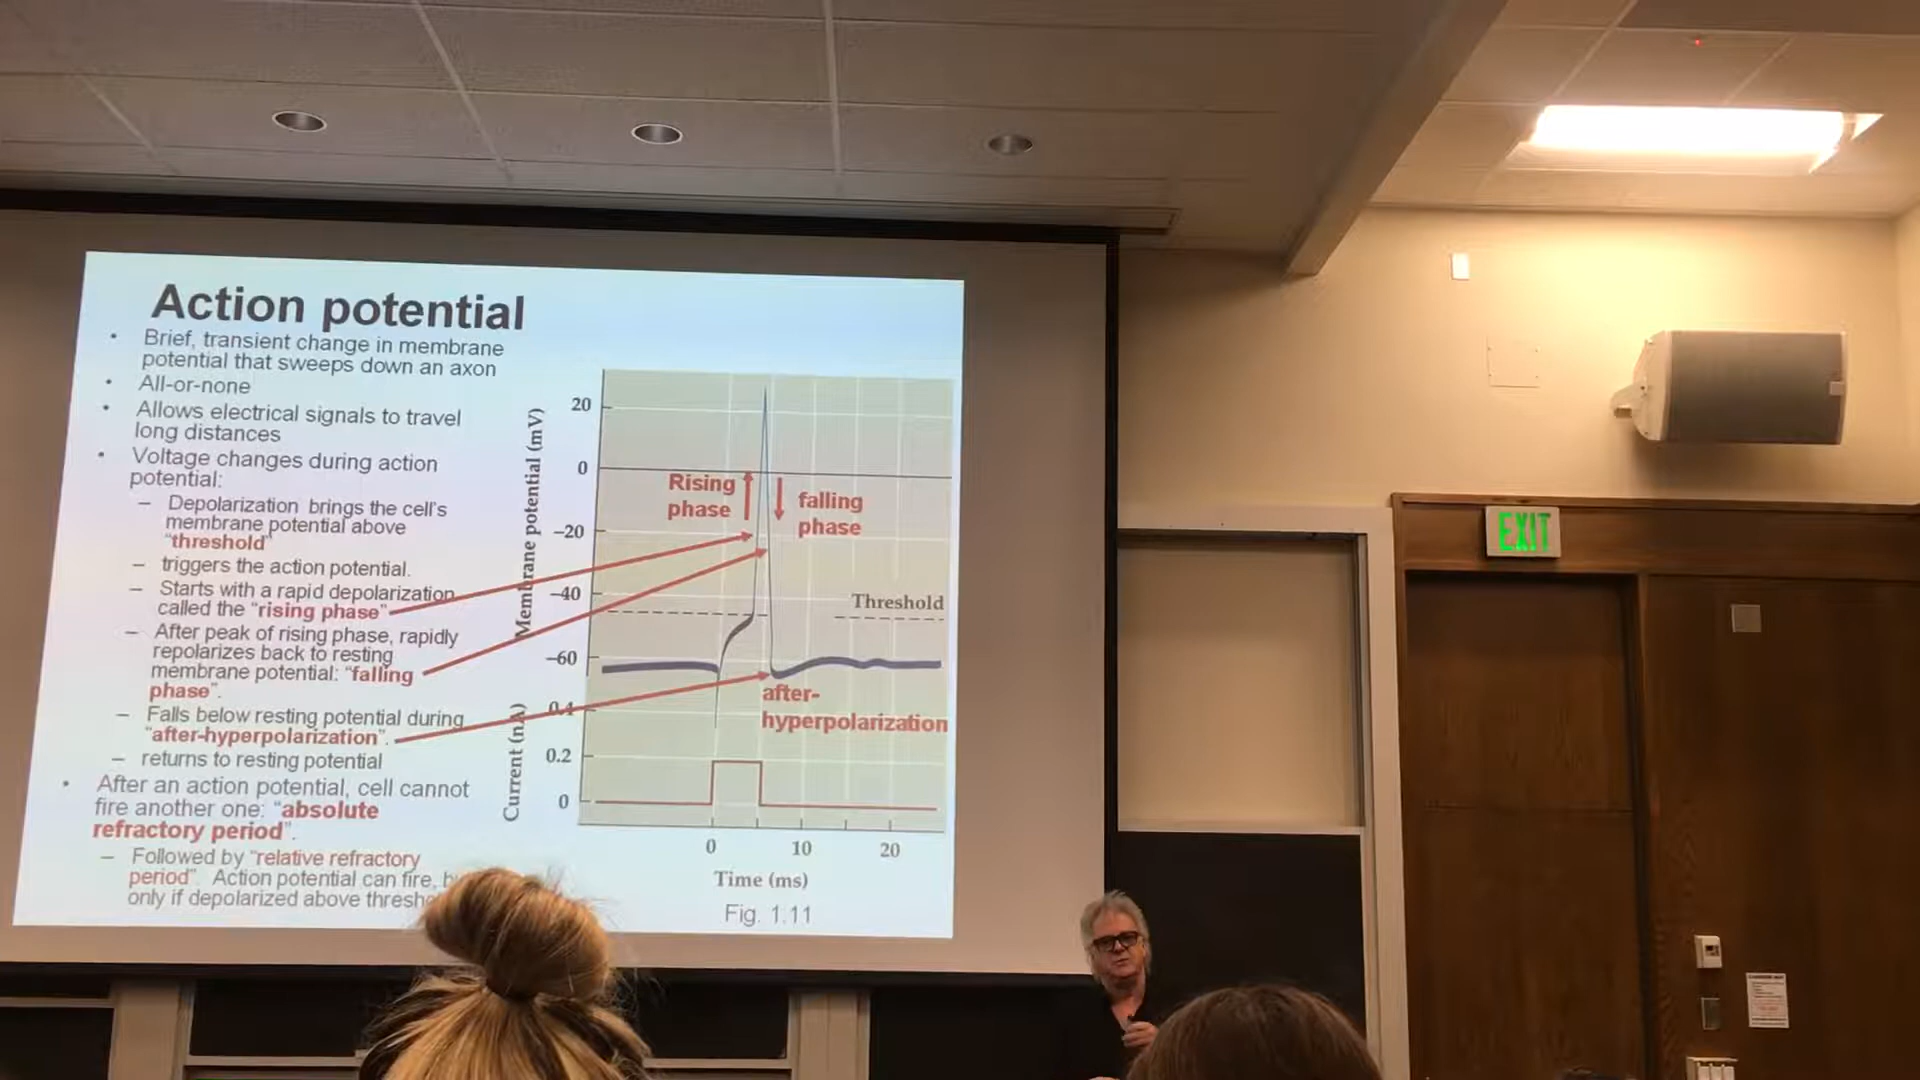 Action potential
• Brief, transient change in membrane
potential that sweeps down an axon
• All-or-none
• Allows electrical signals to travel
long distances
• Voltage changes during action
potential:
– Depolarization brings the cell's
membrane potential above
"threshold"
– triggers the action potential.
– Starts with a rapid depolarization
called the "rising phase"
– After peak of rising phase, rapidly
repolarizes back to resting
membrane potential: "falling
phase".
– Falls below resting potential during
"after-hyperpolarization".
– returns to resting potential
• After an action potential, cell cannot
fire another one: "absolute
refractory period".
– Followed by "relative refractory
period". Action potential can fire,
only if depolarized above
Membrane potential (mV)
20
0
–20
–40
–60
Rising
phase
falling
phase
Threshold
after-
hyperpolarization
Current (nA)
0.4
0.2
0
0
10
20
Time (ms)
Fig. 1.11
EXIT